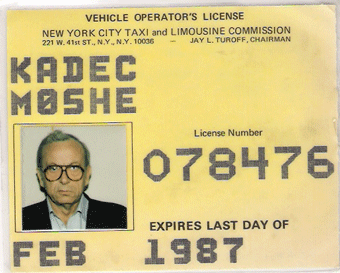 VEHICLE OPERATOR'S LICENSE
NEW YORK CITY TAXI and LIMOUSINE COMMISSION
221 W. 41st ST., N.Y., N.Y. 10036 — JAY L. TUROFF, CHAIRMAN
KADEC
MØSHE
License Number
078476
EXPIRES LAST DAY OF
FEB 1987